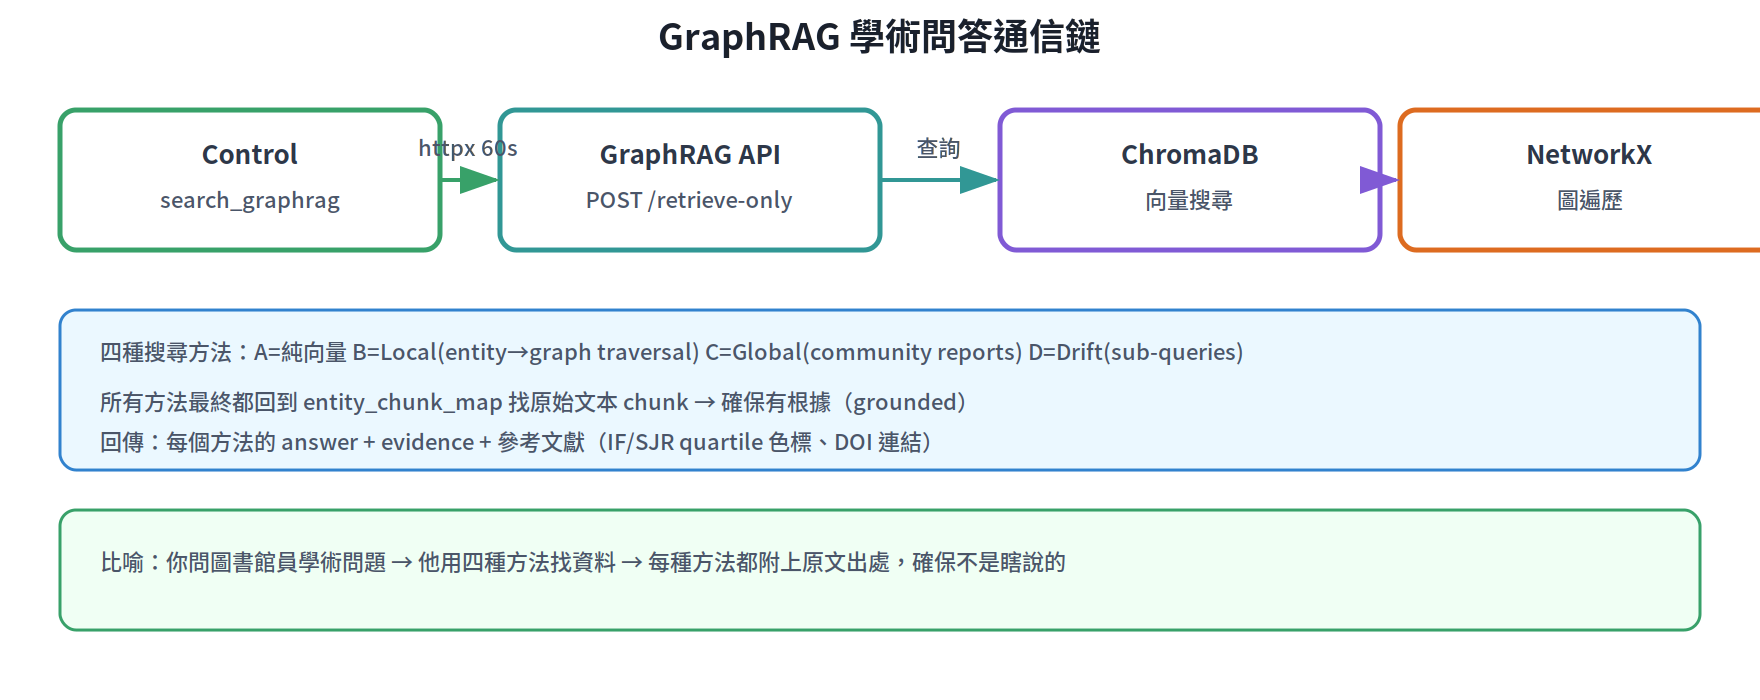 GraphRAG 學術問答通信鏈
Control
search_graphrag
httpx 60s
GraphRAG API
POST /retrieve-only
查詢
ChromaDB
向量搜尋
NetworkX
圖遍歷
四種搜尋方法：A=純向量 B=Local(entity→graph traversal) C=Global(community reports) D=Drift(sub-queries)
所有方法最終都回到 entity_chunk_map 找原始文本 chunk → 確保有根據（grounded）
回傳：每個方法的 answer + evidence + 參考文獻（IF/SJR quartile 色標、DOI 連結）
比喻：你問圖書館員學術問題 → 他用四種方法找資料 → 每種方法都附上原文出處，確保不是瞎說的